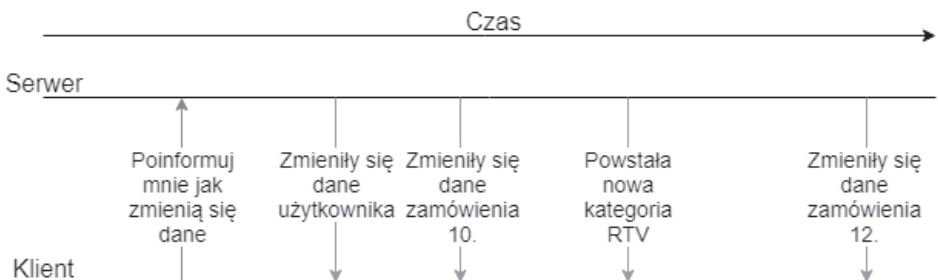 Czas
Serwer
Poinformuj
mnie jak
zmienią się
dane
Zmieniły się
dane
użytkownika
Zmieniły się
dane
zamówienia
10.
Powstała
nowa
kategoria
RTV
Zmieniły się
dane
zamówienia
12.
Klient